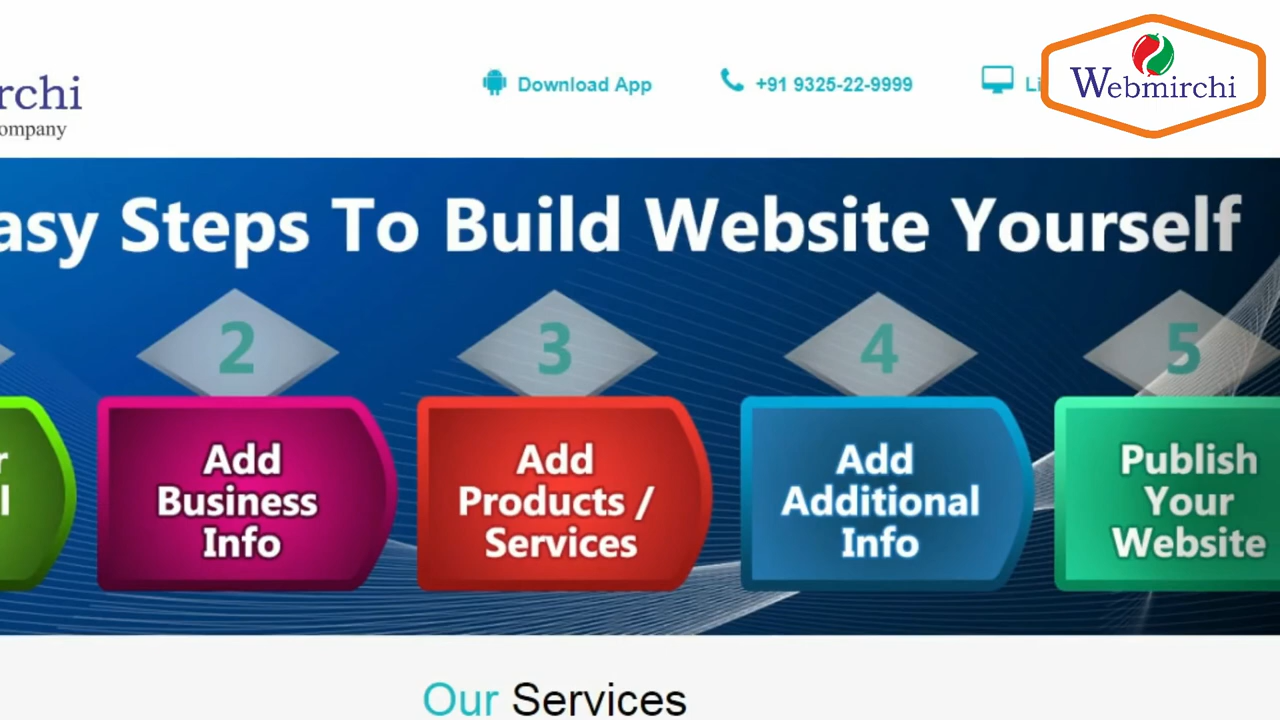 Download App
+91 9325-22-9999
Webmirchi
rchi
ompany
asy Steps To Build Website Yourself
2
3
4
5
r
l
Add
Business
Info
Add
Products /
Services
Add
Additional
Info
Publish
Your
Website
Our Services